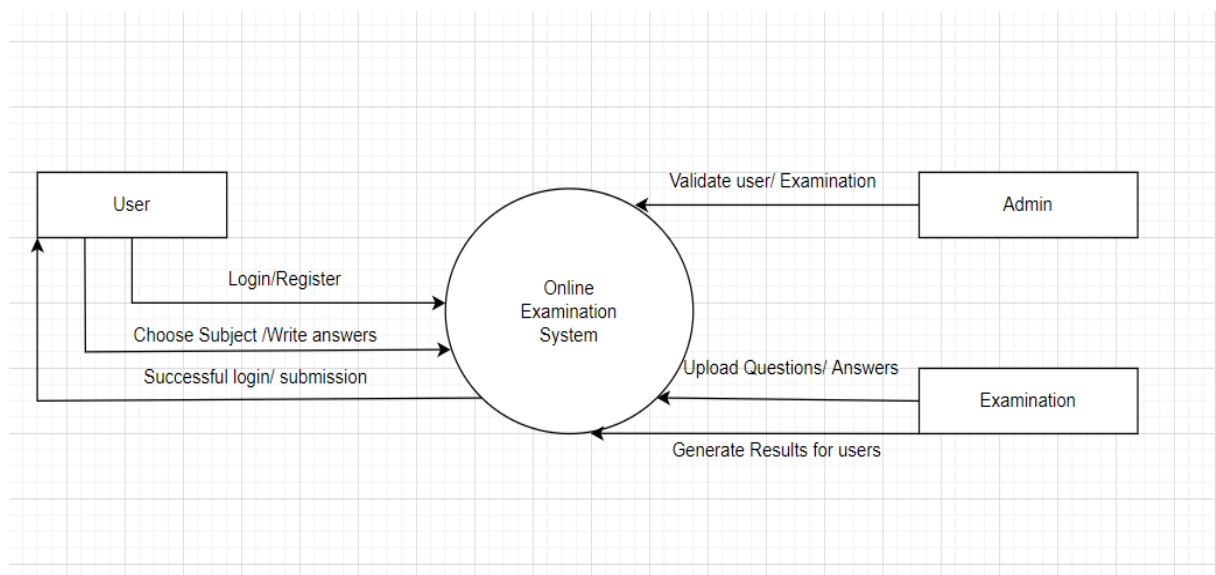 Validate user/ Examination
User
Admin
Login/Register
Online
Examination
System
Choose Subject /Write answers
Successful login/ submission
Upload Questions/ Answers
Examination
Generate Results for users